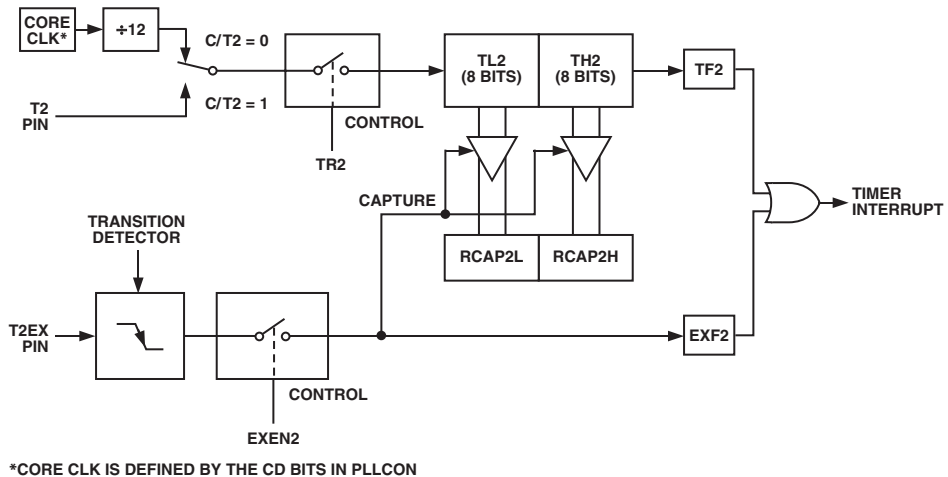 CORE
CLK*
÷12
C/T2 = 0
T2
PIN
C/T2 = 1
CONTROL
TR2
TL2
(8 BITS)
TH2
(8 BITS)
TF2
CAPTURE
TIMER
INTERRUPT
RCAP2L
RCAP2H
TRANSITION
DETECTOR
T2EX
PIN
EXF2
CONTROL
EXEN2
*CORE CLK IS DEFINED BY THE CD BITS IN PLLCON